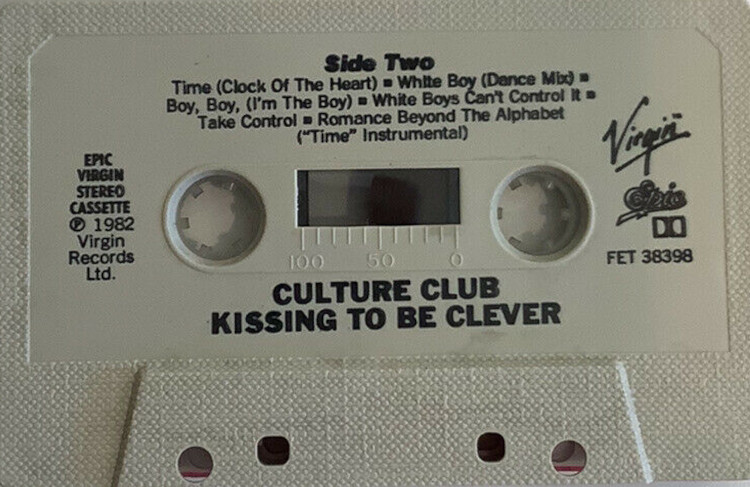 Side Two
Time (Clock Of The Heart) ▪ White Boy (Dance Mix) ▪
Boy, Boy, (I'm The Boy) ▪ White Boys Can't Control It ▪
Take Control ▪ Romance Beyond The Alphabet
("Time" Instrumental)
EPIC
VIRGIN
STEREO
CASSETTE
℗ 1982
Virgin
Records
Ltd.
Virgin
Epic
FET 38398
100 50 0
CULTURE CLUB
KISSING TO BE CLEVER